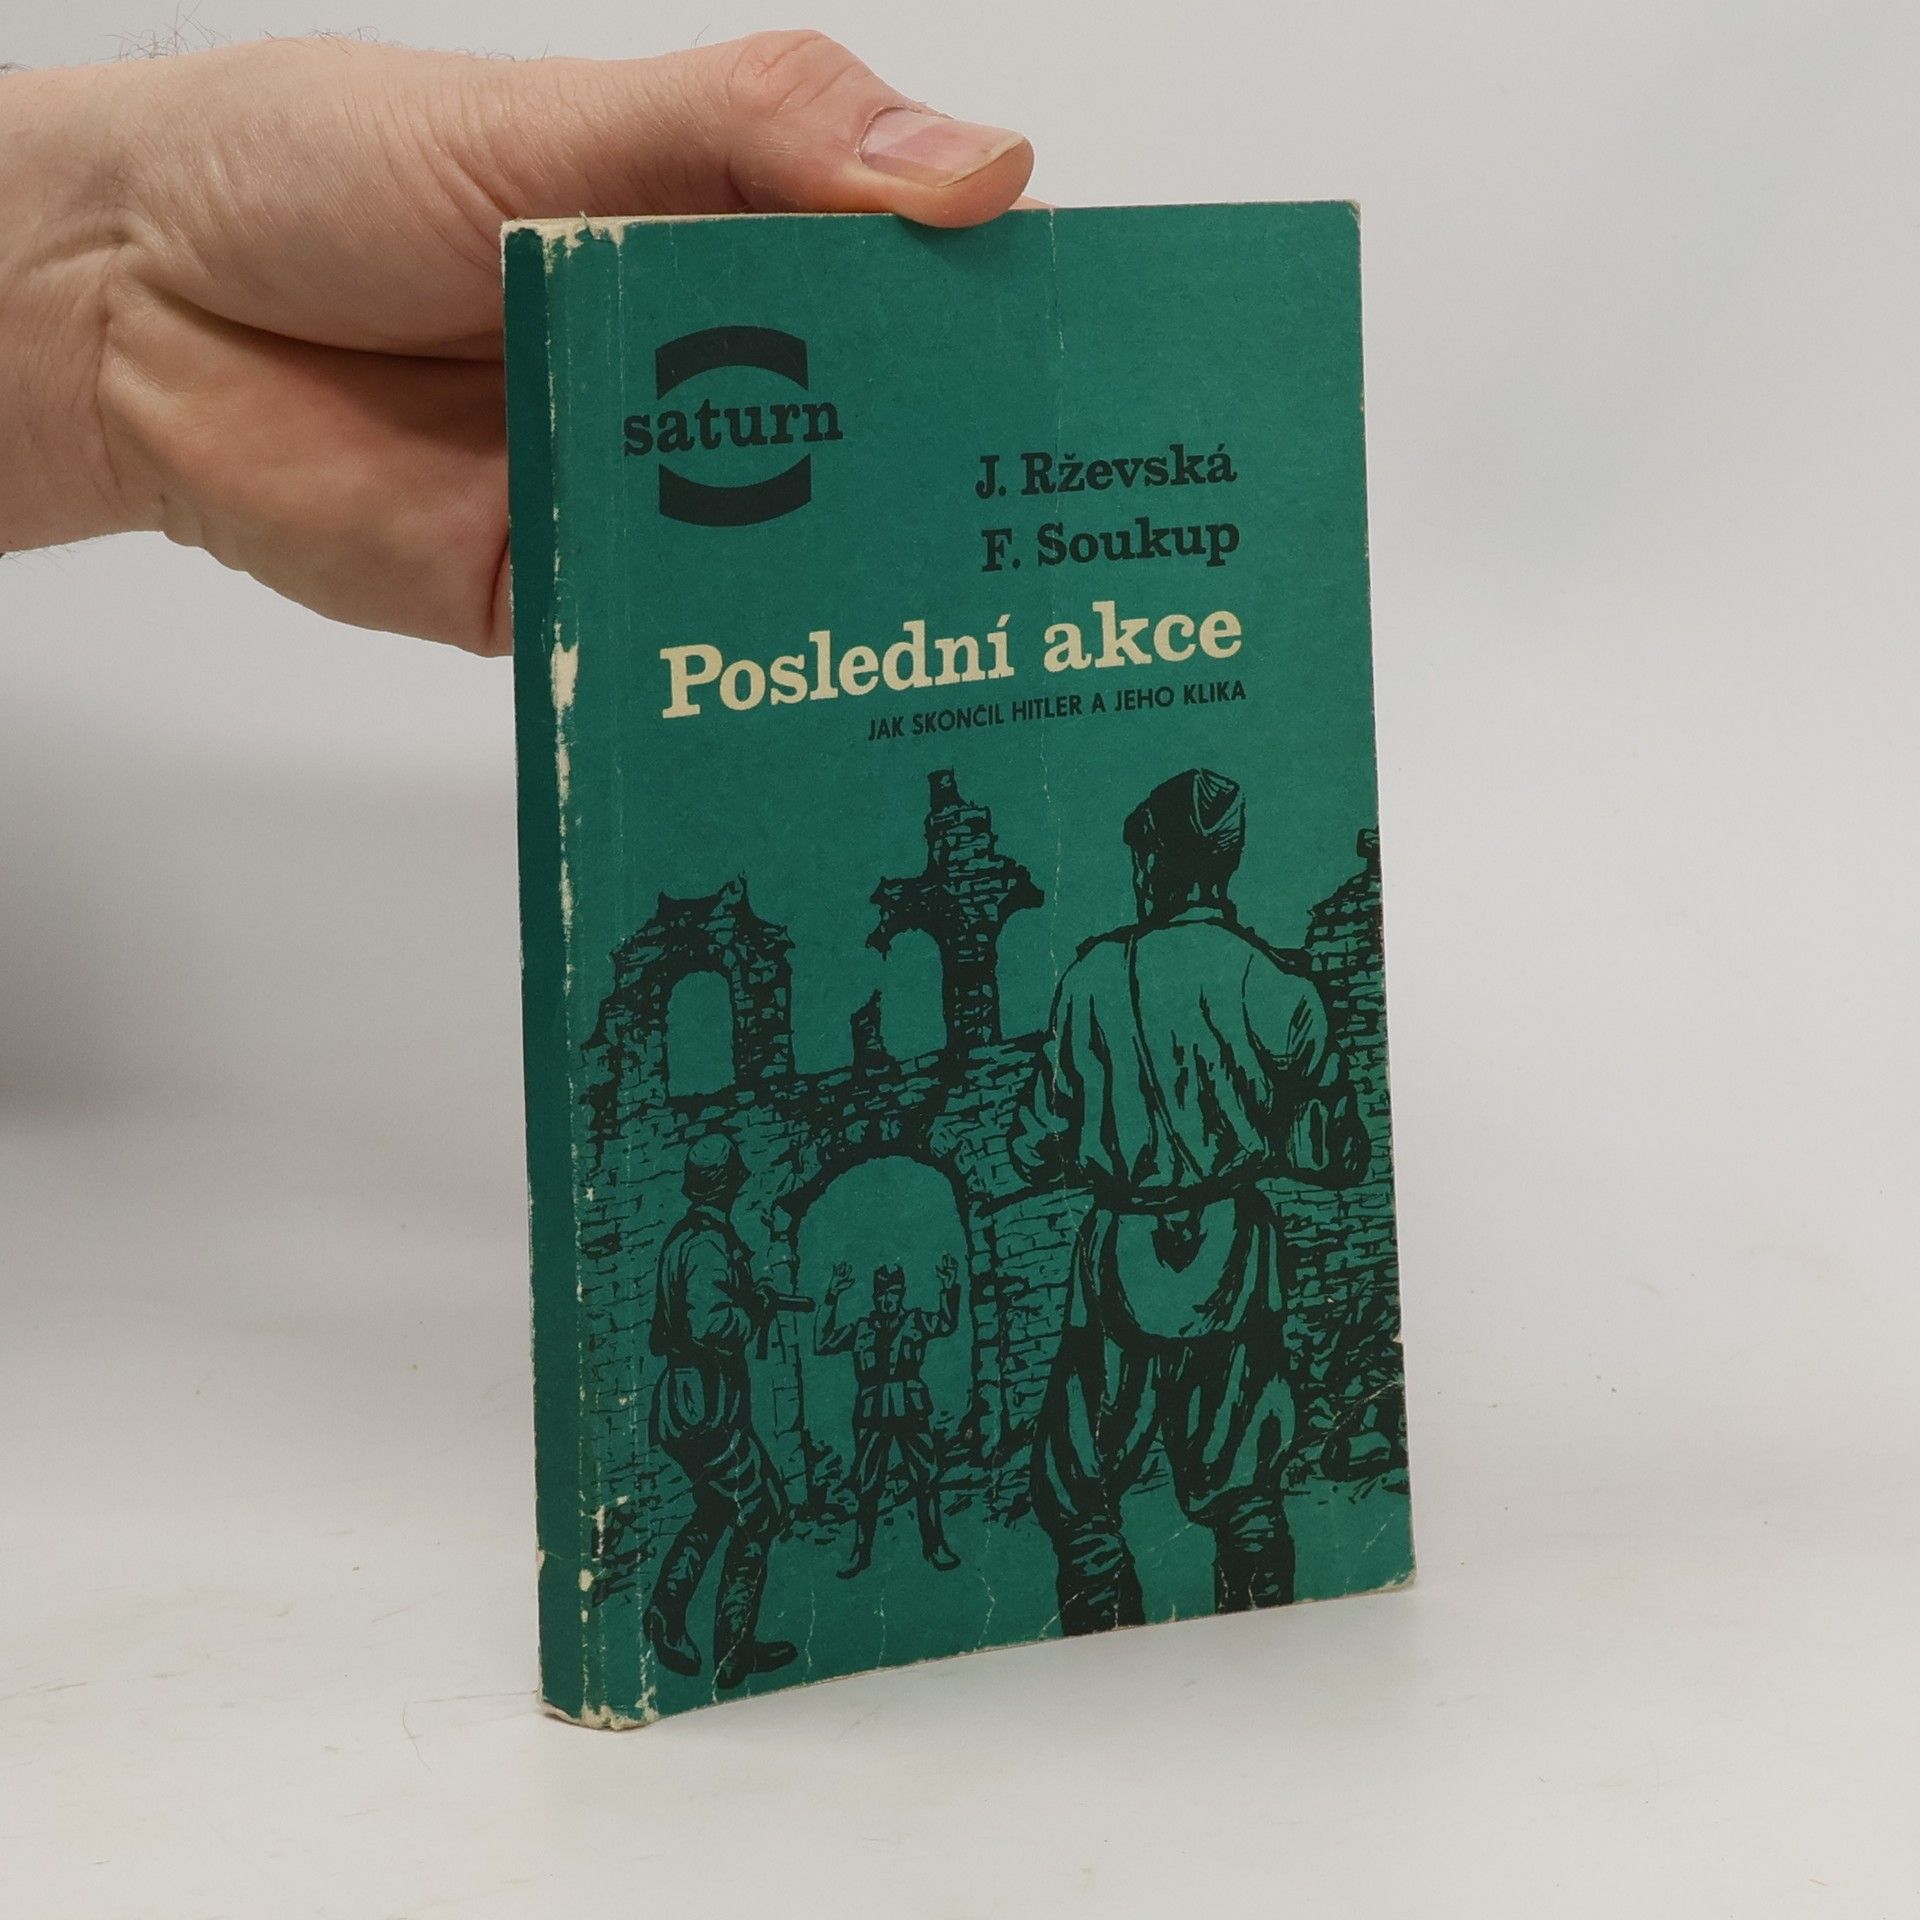 saturn
J. Rževská
F. Soukup
Poslední akce
JAK SKONČIL HITLER A JEHO KLIKA